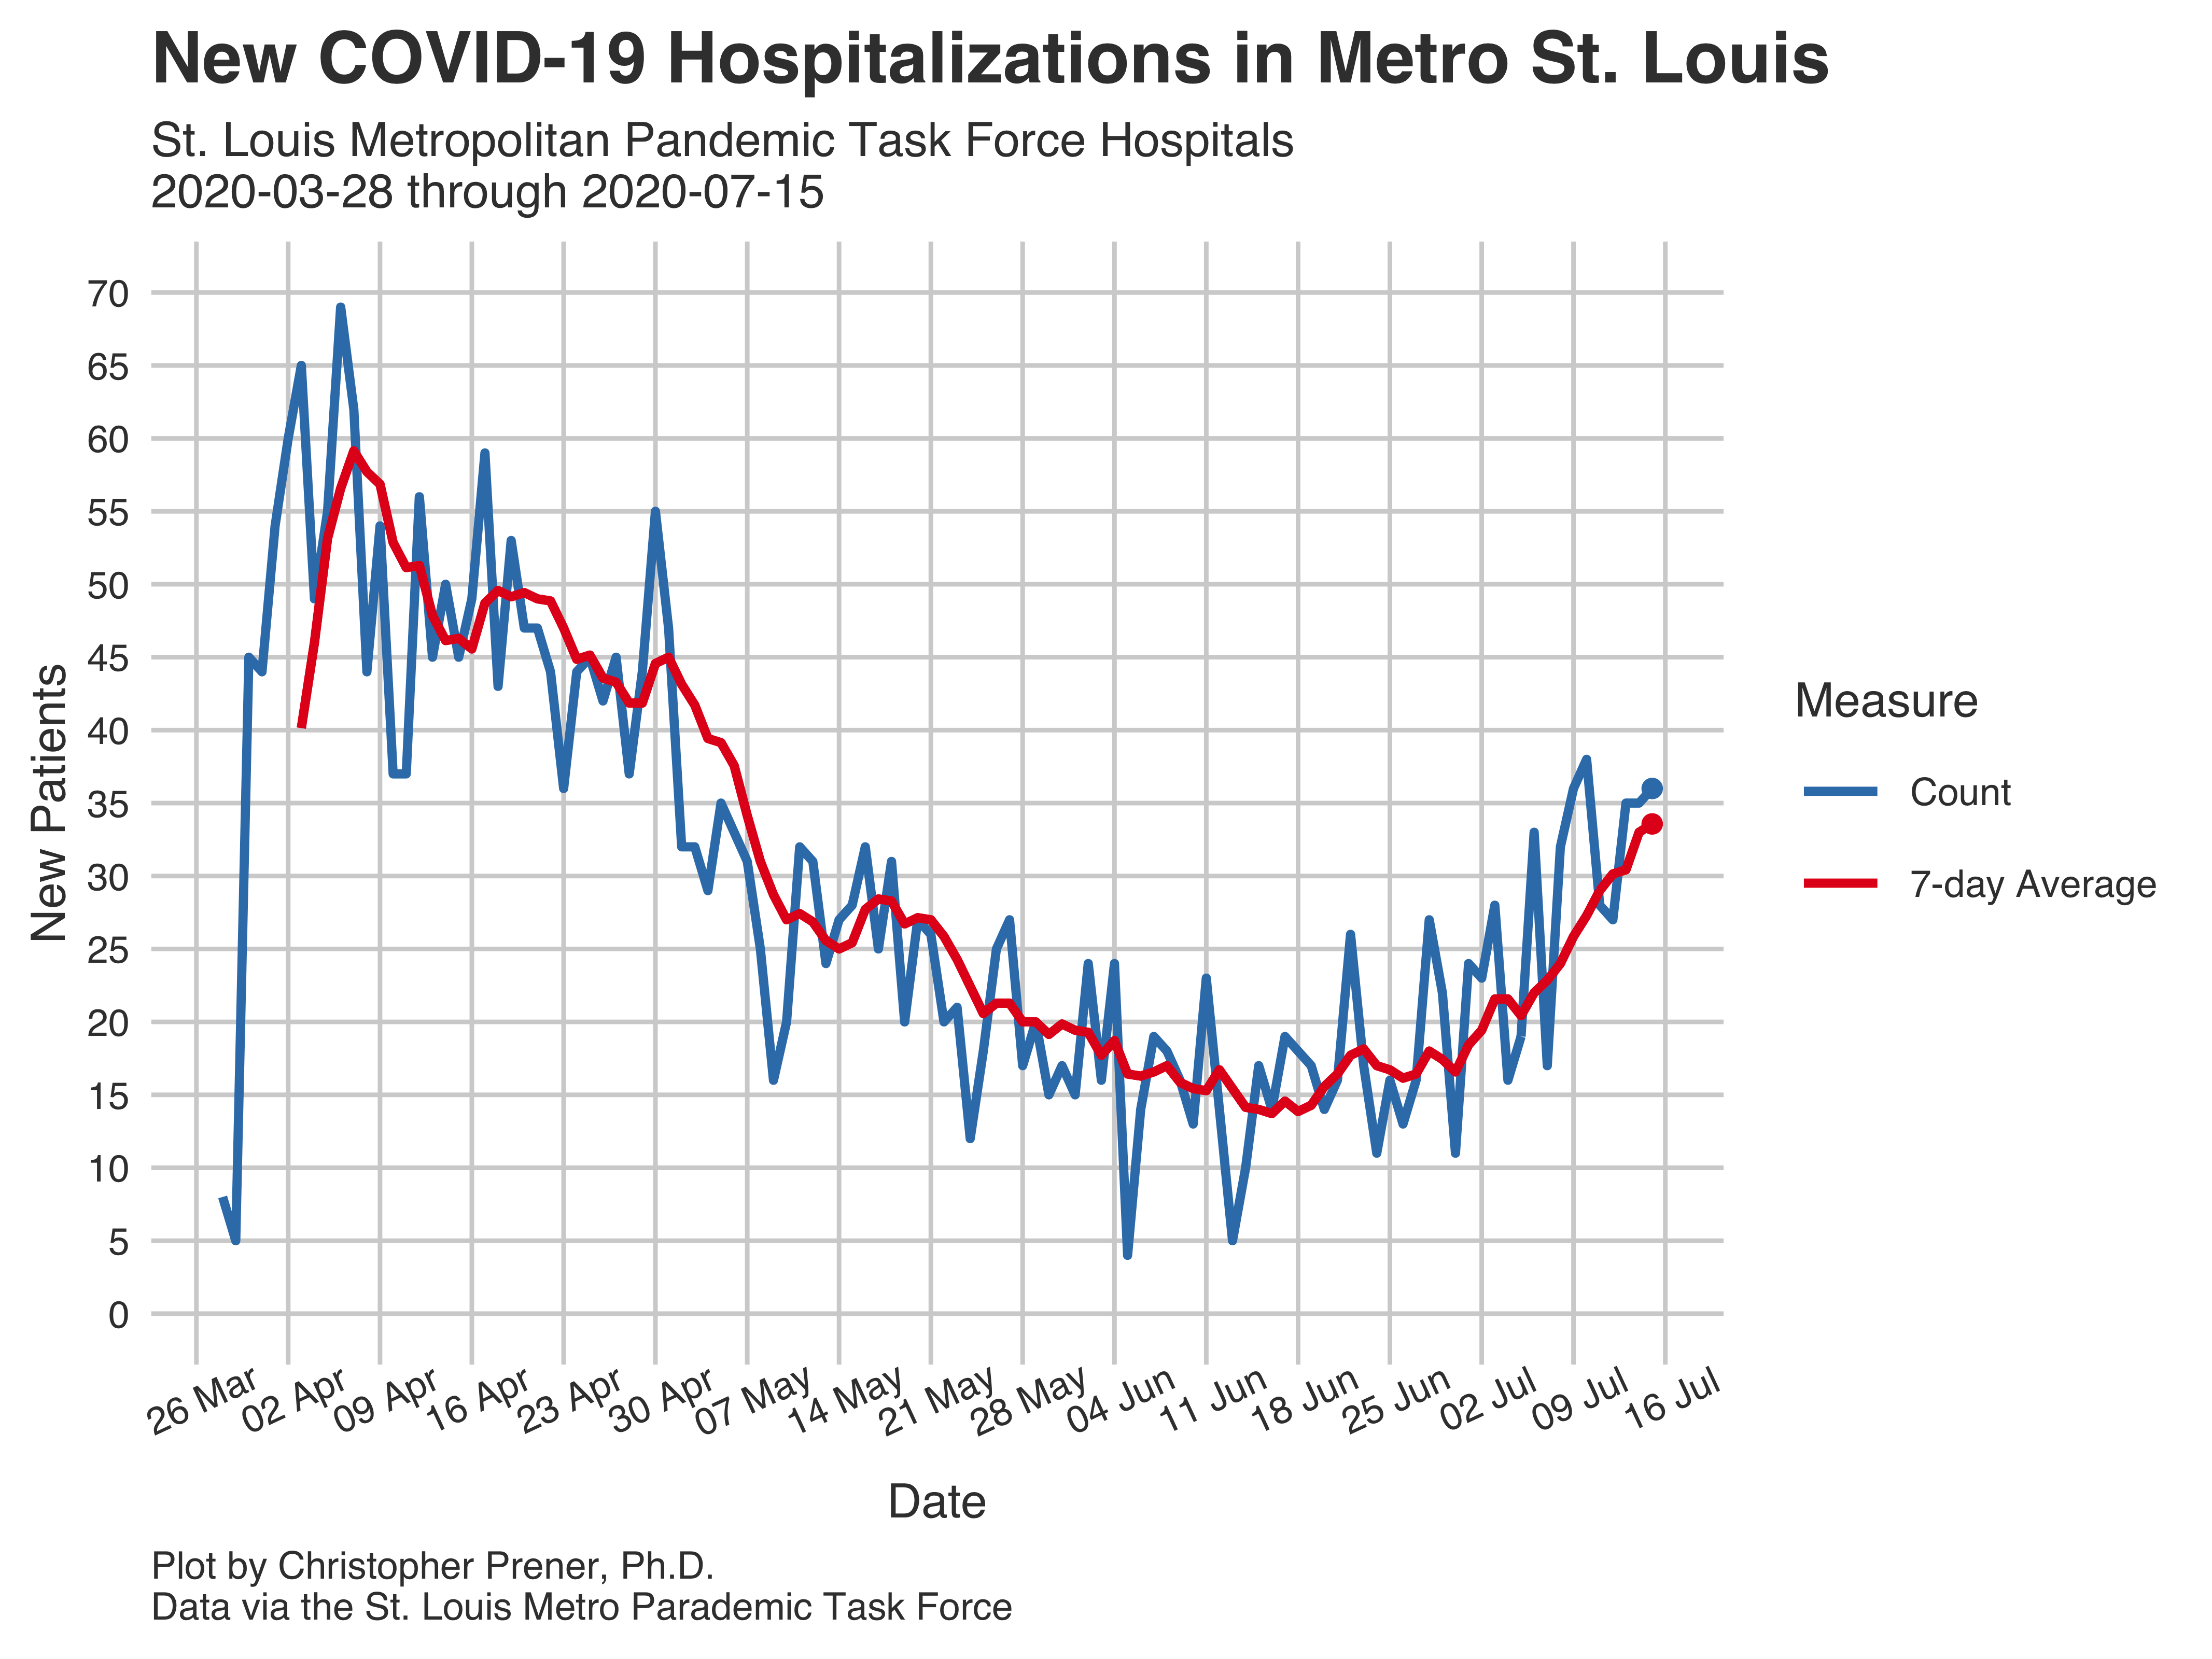 New COVID-19 Hospitalizations in Metro St. Louis
St. Louis Metropolitan Pandemic Task Force Hospitals
2020-03-28 through 2020-07-15
70
65
60
55
50
45
40
35
30
25
20
15
10
5
0
New Patients
26 Mar
02 Apr
09 Apr
16 Apr
23 Apr
30 Apr
07 May
14 May
21 May
28 May
04 Jun
11 Jun
18 Jun
25 Jun
02 Jul
09 Jul
16 Jul
Date
Measure
Count
7-day Average
Plot by Christopher Prener, Ph.D.
Data via the St. Louis Metro Parademic Task Force